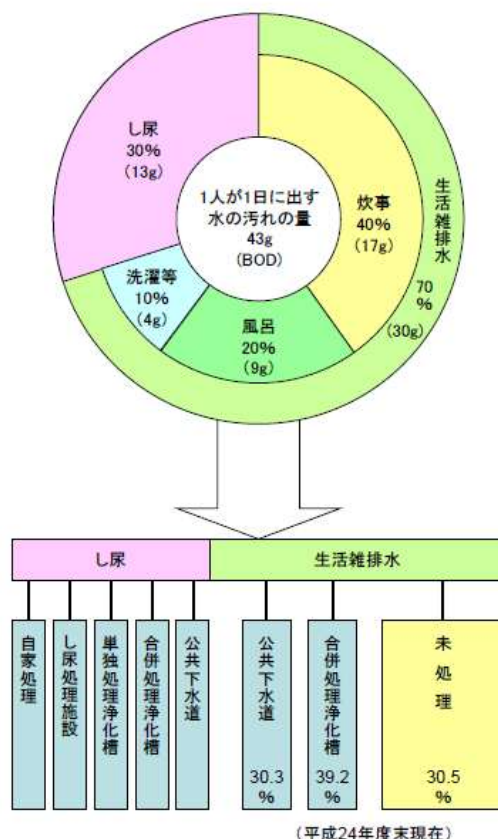 し尿
30%
(13g)
1人が1日に出す
水の汚れの量
43g
(BOD)
炊事
40%
(17g)
生活雑排水
70
%
(30g)
洗濯等
10%
(4g)
風呂
20%
(9g)
し尿
生活雑排水
自家処理
し尿処理施設
単独処理浄化槽
合併処理浄化槽
公共下水道
公共下水道
30.3
%
合併処理浄化槽
39.2
%
未処理
30.5
%
(平成24年度末現在)